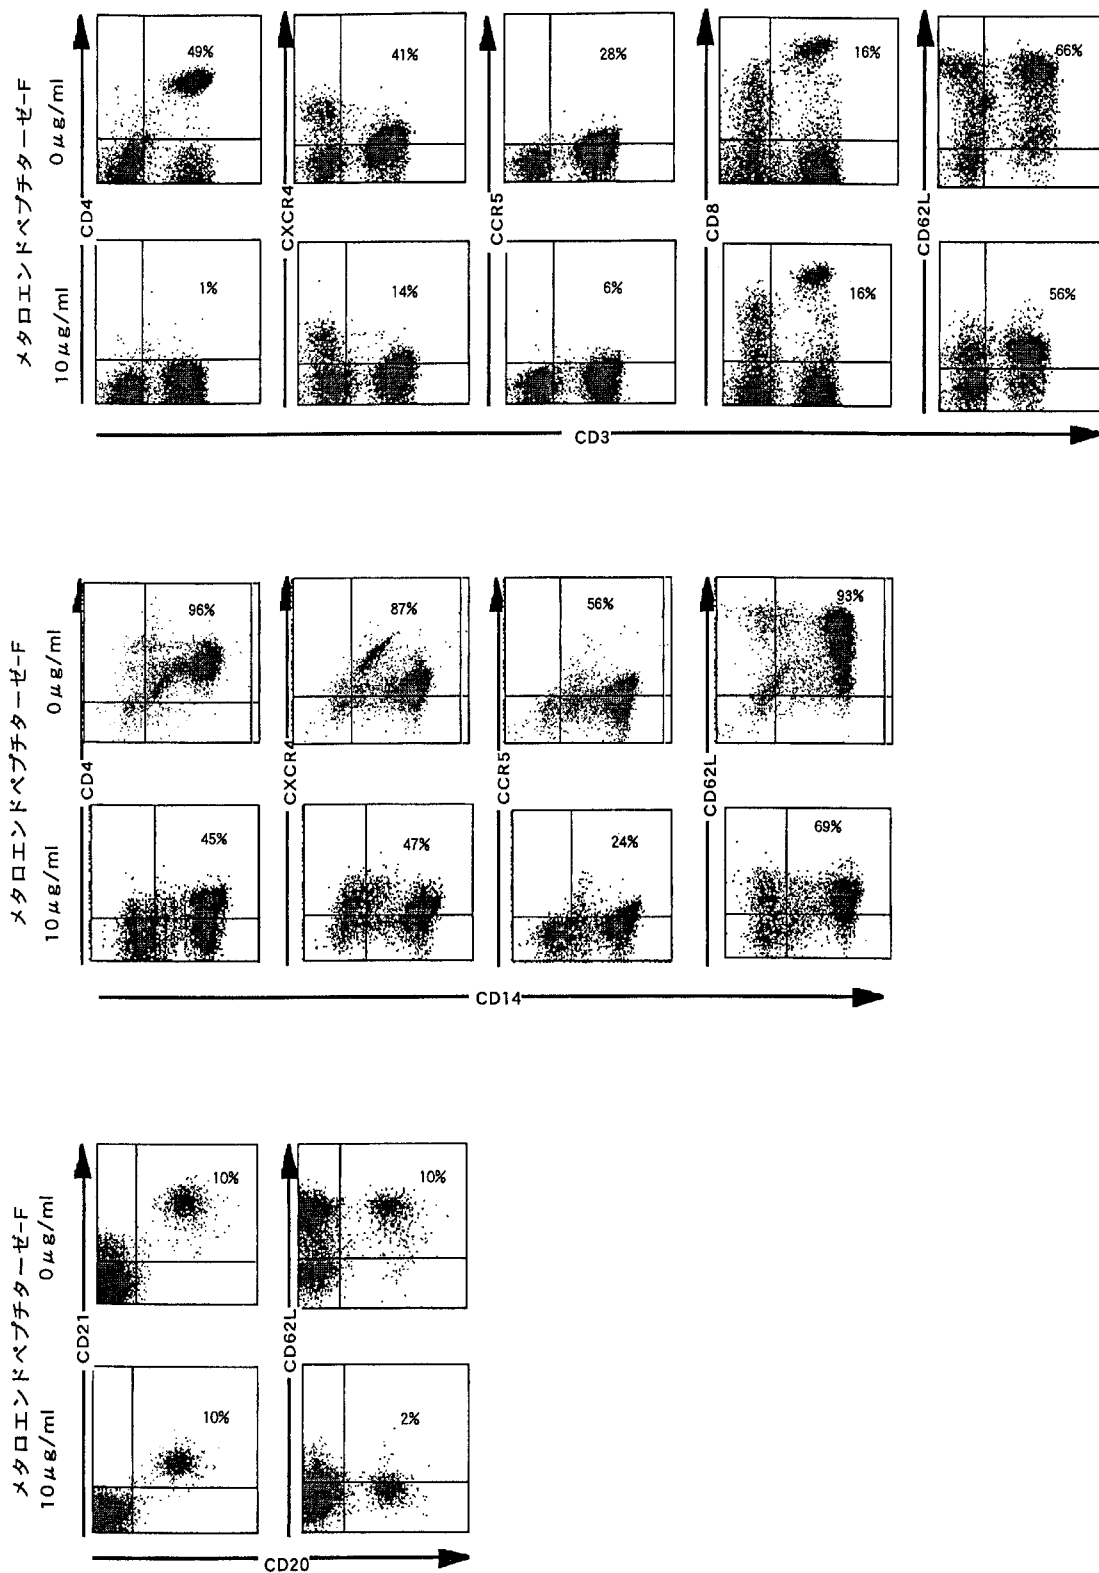 メタロエンドペプチターゼ-F
0μg/ml
CD4
49%
CXCR4
41%
CCR5
28%
CD8
16%
CD62L
66%
メタロエンドペプチターゼ-F
10μg/ml
1%
14%
6%
16%
56%
CD3
メタロエンドペプチターゼ-F
0μg/ml
CD4
96%
CXCR4
87%
CCR5
56%
CD62L
93%
メタロエンドペプチターゼ-F
10μg/ml
45%
47%
24%
69%
CD14
メタロエンドペプチターゼ-F
0μg/ml
CD21
10%
CD62L
10%
メタロエンドペプチターゼ-F
10μg/ml
10%
2%
CD20